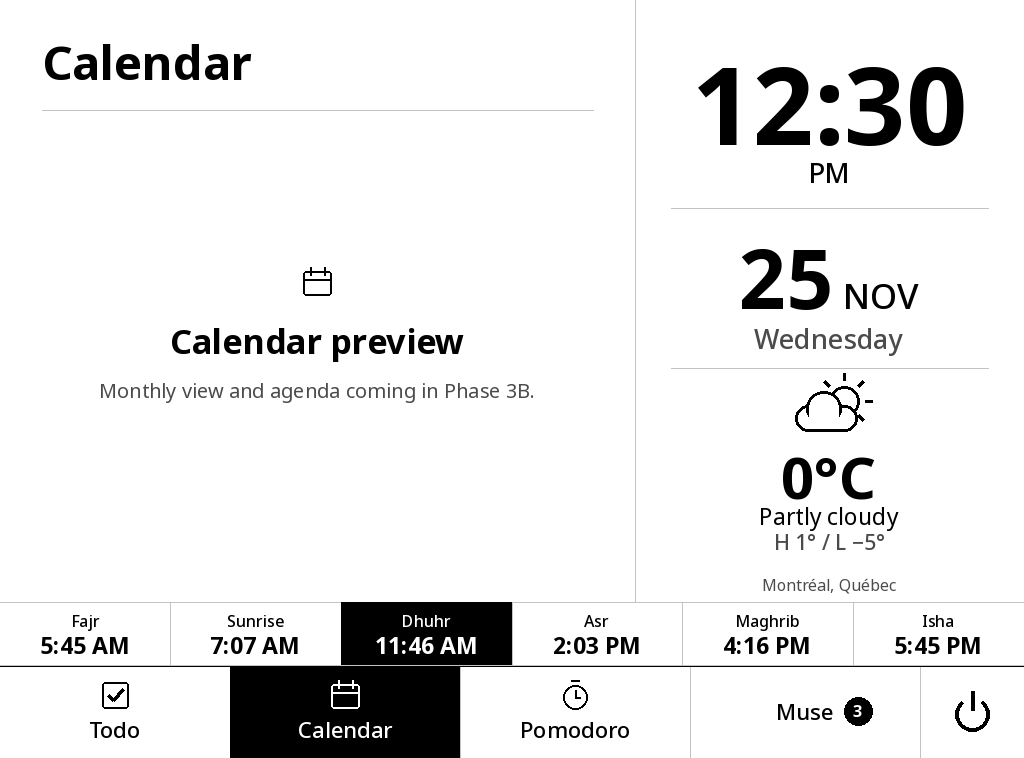 Calendar
Calendar preview
Monthly view and agenda coming in Phase 3B.
12:30
PM
25 NOV
Wednesday
0°C
Partly cloudy
H 1° / L −5°
Montréal, Québec
Fajr
5:45 AM
Sunrise
7:07 AM
Dhuhr
11:46 AM
Asr
2:03 PM
Maghrib
4:16 PM
Isha
5:45 PM
Todo
Calendar
Pomodoro
Muse 3